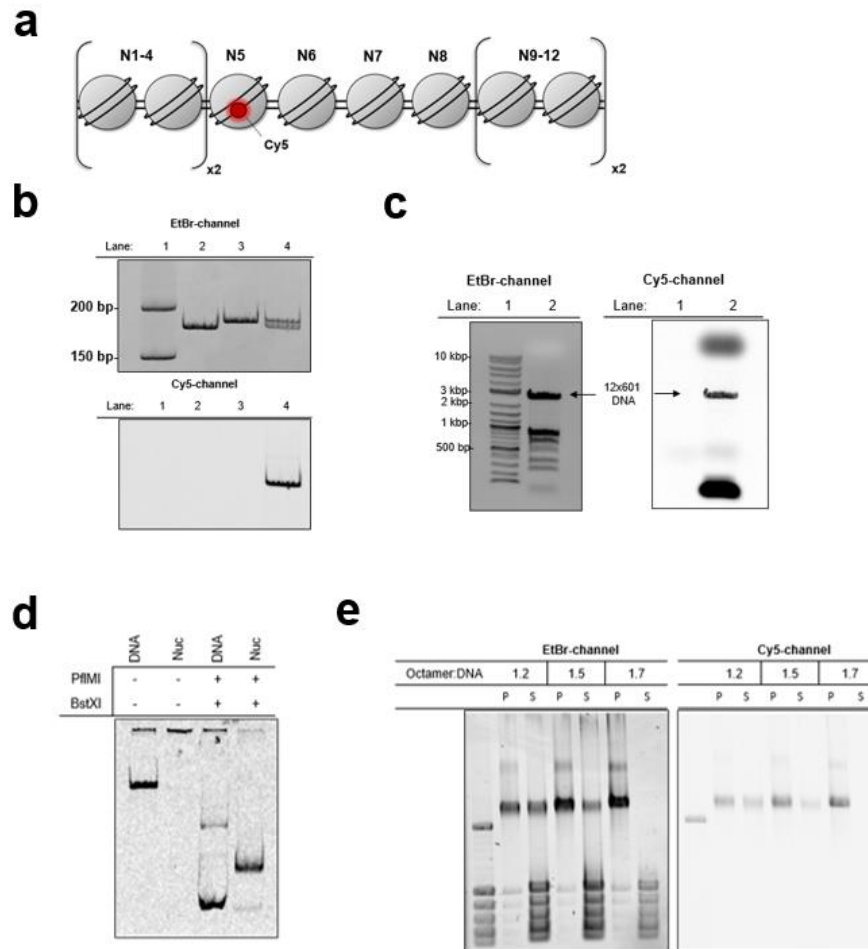 a
N1-4 N5 N6 N7 N8 N9-12
Cy5
x2 x2
b
EtBr-channel
Lane: 1 2 3 4
200 bp
150 bp
Cy5-channel
Lane: 1 2 3 4
c
EtBr-channel Cy5-channel
Lane: 1 2 Lane: 1 2
10 kbp
3 kbp
2 kbp
1 kbp
500 bp
12x601
DNA
d
DNA Nuc DNA Nuc
PflMI - - + +
BstXI - - + +
e
EtBr-channel Cy5-channel
Octamer:DNA 1.2 1.5 1.7 1.2 1.5 1.7
P S P S P S P S P S P S